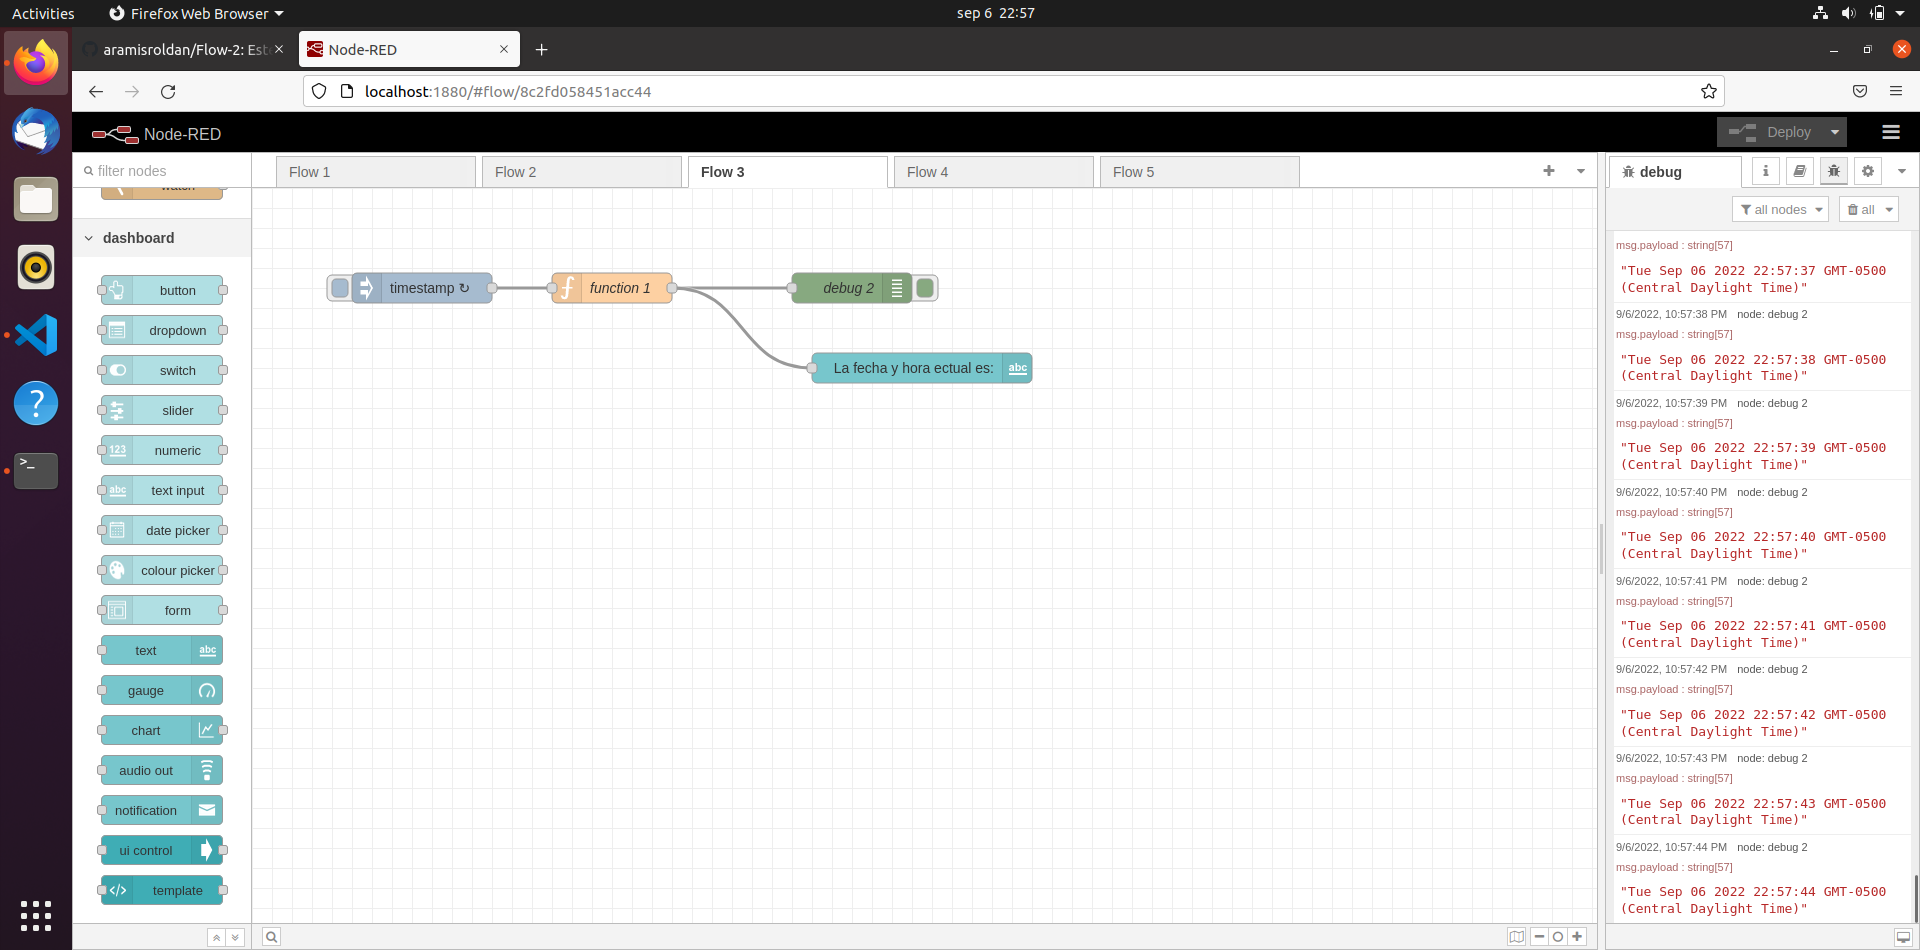 Activities
Firefox Web Browser
sep 6 22:57
aramisroldan/Flow-2: Est
Node-RED
localhost:1880/#flow/8c2fd058451acc44
Node-RED
Deploy
filter nodes
Flow 1
Flow 2
Flow 3
Flow 4
Flow 5
debug
all nodes
all
watch
dashboard
button
dropdown
switch
slider
123
numeric
abc
text input
date picker
colour picker
form
text
abc
gauge
chart
audio out
notification
ui control
template
timestamp ↻
function 1
debug 2
La fecha y hora ectual es:
abc
msg.payload : string[57]
"Tue Sep 06 2022 22:57:37 GMT-0500
(Central Daylight Time)"
9/6/2022, 10:57:38 PM node: debug 2
msg.payload : string[57]
"Tue Sep 06 2022 22:57:38 GMT-0500
(Central Daylight Time)"
9/6/2022, 10:57:39 PM node: debug 2
msg.payload : string[57]
"Tue Sep 06 2022 22:57:39 GMT-0500
(Central Daylight Time)"
9/6/2022, 10:57:40 PM node: debug 2
msg.payload : string[57]
"Tue Sep 06 2022 22:57:40 GMT-0500
(Central Daylight Time)"
9/6/2022, 10:57:41 PM node: debug 2
msg.payload : string[57]
"Tue Sep 06 2022 22:57:41 GMT-0500
(Central Daylight Time)"
9/6/2022, 10:57:42 PM node: debug 2
msg.payload : string[57]
"Tue Sep 06 2022 22:57:42 GMT-0500
(Central Daylight Time)"
9/6/2022, 10:57:43 PM node: debug 2
msg.payload : string[57]
"Tue Sep 06 2022 22:57:43 GMT-0500
(Central Daylight Time)"
9/6/2022, 10:57:44 PM node: debug 2
msg.payload : string[57]
"Tue Sep 06 2022 22:57:44 GMT-0500
(Central Daylight Time)"